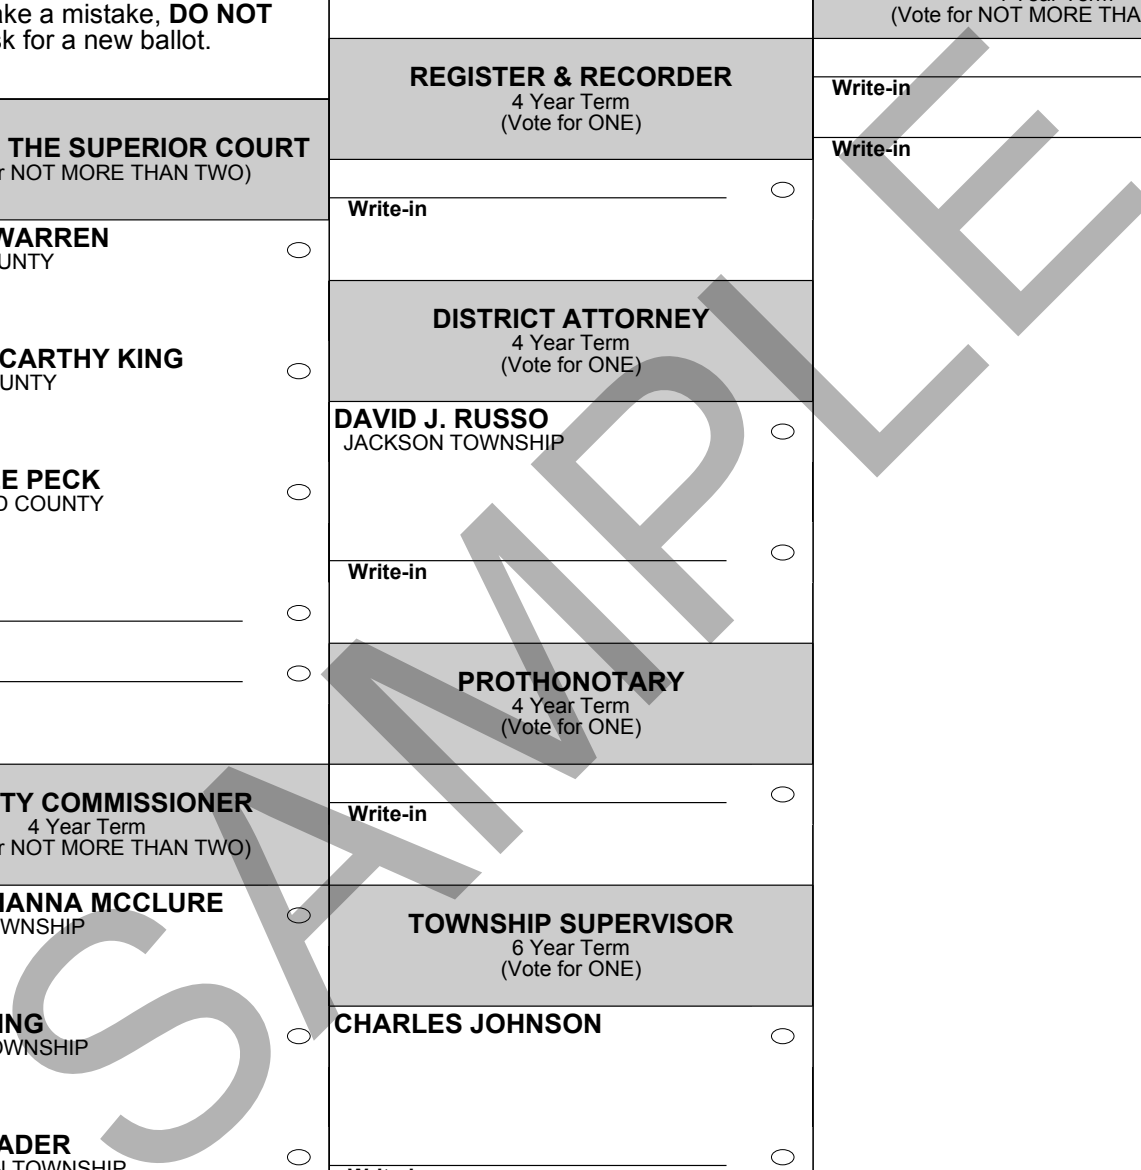 ake a mistake, DO NOT
sk for a new ballot.
THE SUPERIOR COURT
r NOT MORE THAN TWO)
WARREN
UNTY
CARTHY KING
UNTY
E PECK
O COUNTY
TY COMMISSIONER
4 Year Term
r NOT MORE THAN TWO)
IANNA MCCLURE
WNSHIP
ING
OWNSHIP
ADER
N TOWNSHIP
REGISTER & RECORDER
4 Year Term
(Vote for ONE)
Write-in
DISTRICT ATTORNEY
4 Year Term
(Vote for ONE)
DAVID J. RUSSO
JACKSON TOWNSHIP
Write-in
PROTHONOTARY
4 Year Term
(Vote for ONE)
Write-in
TOWNSHIP SUPERVISOR
6 Year Term
(Vote for ONE)
CHARLES JOHNSON
Write-in
(Vote for NOT MORE THA
Write-in
Write-in
SAMPLE